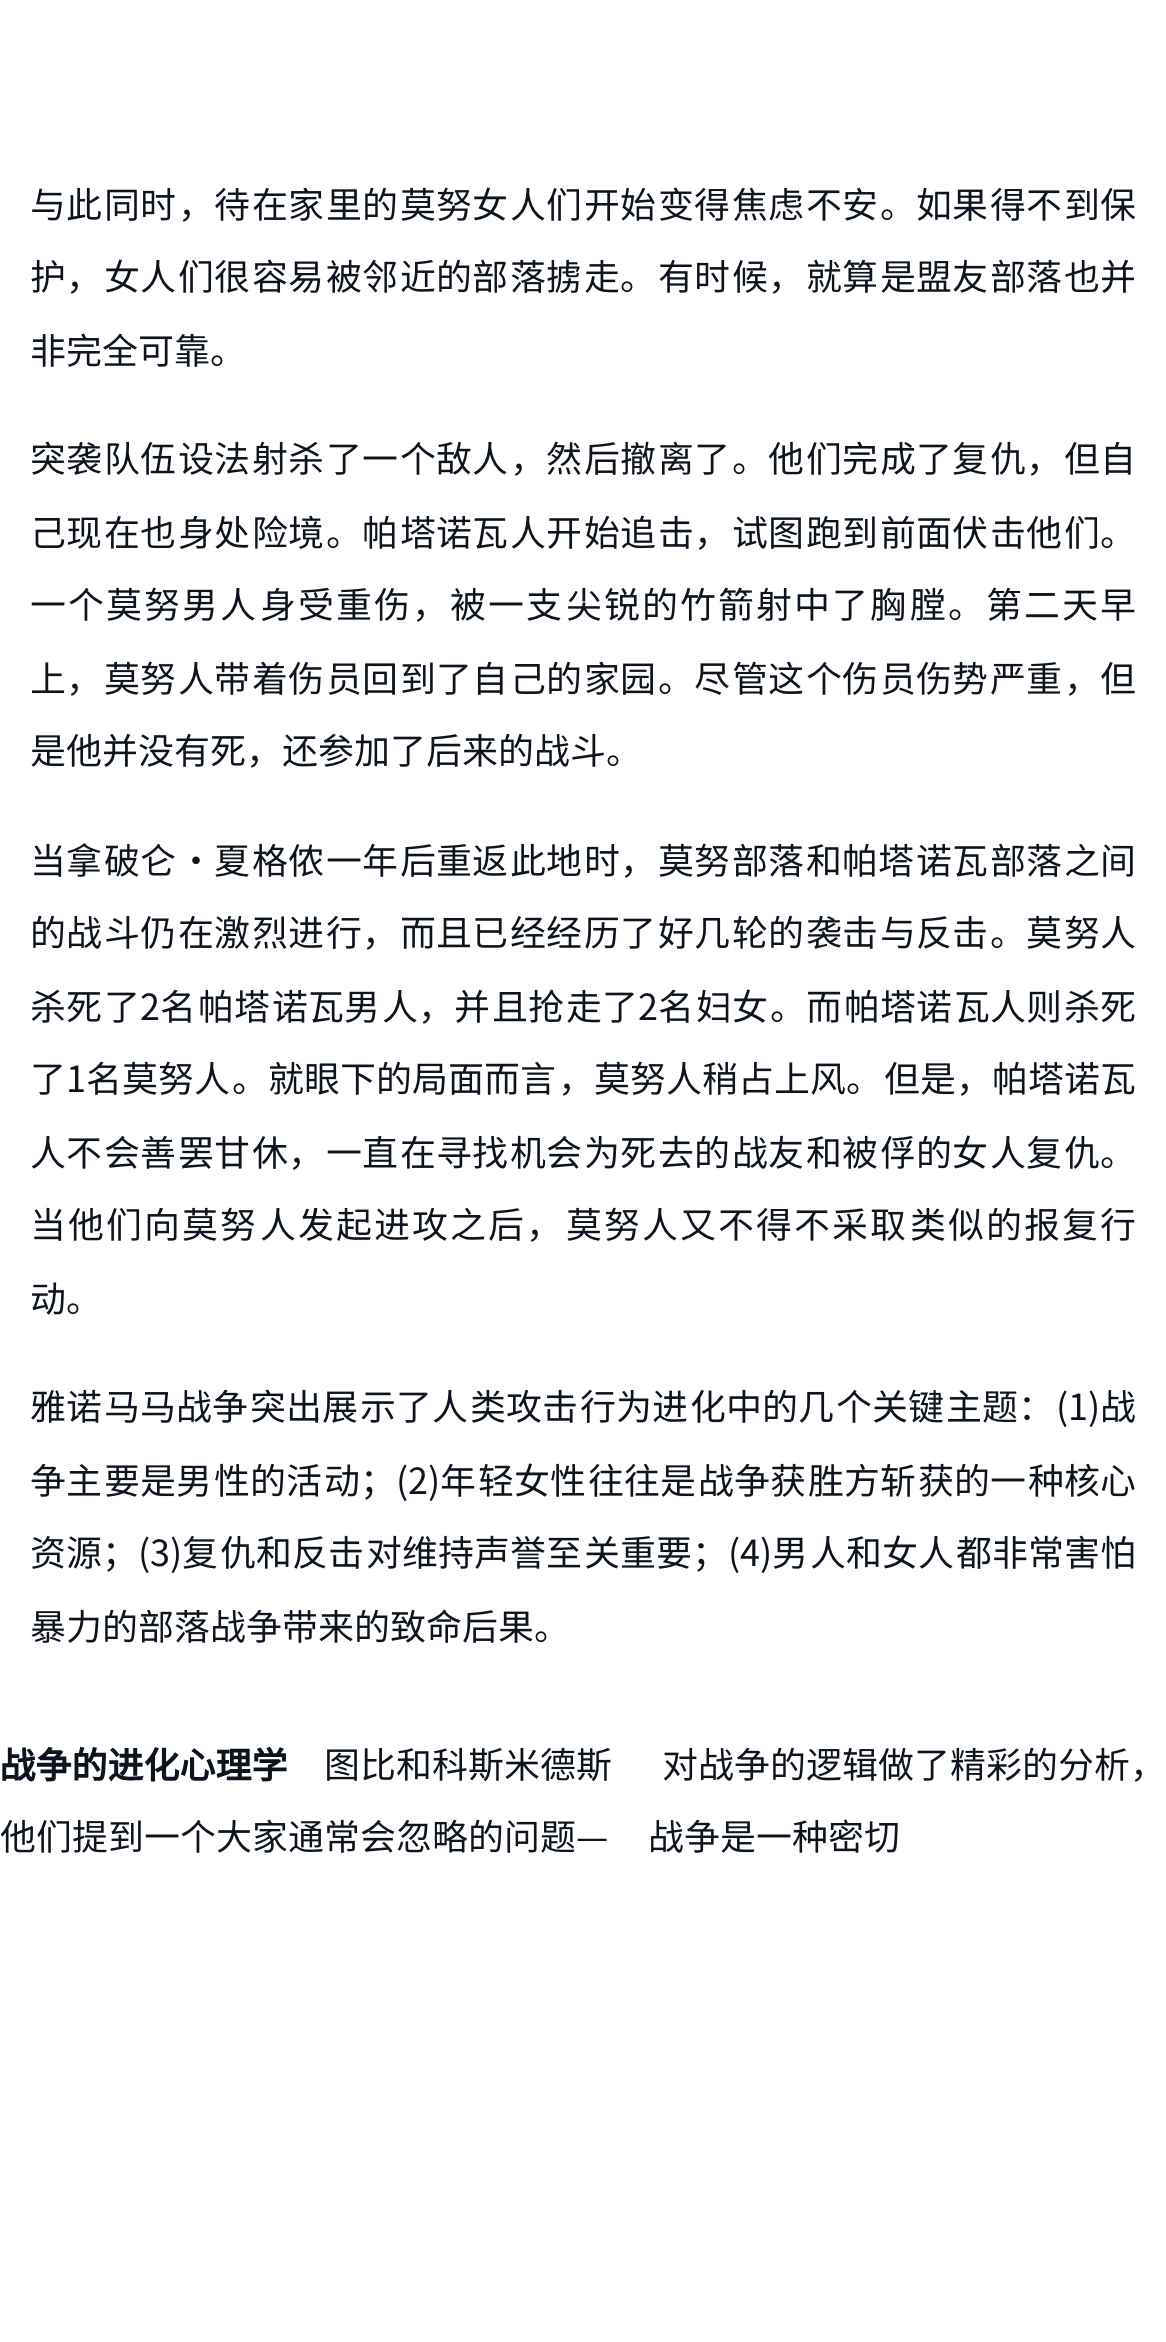 与此同时，待在家里的莫努女人们开始变得焦虑不安。如果得不到保
护，女人们很容易被邻近的部落掳走。有时候，就算是盟友部落也并
非完全可靠。
突袭队伍设法射杀了一个敌人，然后撤离了。他们完成了复仇，但自
己现在也身处险境。帕塔诺瓦人开始追击，试图跑到前面伏击他们。
一个莫努男人身受重伤，被一支尖锐的竹箭射中了胸膛。第二天早
上，莫努人带着伤员回到了自己的家园。尽管这个伤员伤势严重，但
是他并没有死，还参加了后来的战斗。
当拿破仑·夏格侬一年后重返此地时，莫努部落和帕塔诺瓦部落之间
的战斗仍在激烈进行，而且已经经历了好几轮的袭击与反击。莫努人
杀死了2名帕塔诺瓦男人，并且抢走了2名妇女。而帕塔诺瓦人则杀死
了1名莫努人。就眼下的局面而言，莫努人稍占上风。但是，帕塔诺瓦
人不会善罢甘休，一直在寻找机会为死去的战友和被俘的女人复仇。
当他们向莫努人发起进攻之后，莫努人又不得不采取类似的报复行
动。
雅诺马马战争突出展示了人类攻击行为进化中的几个关键主题：(1)战
争主要是男性的活动；(2)年轻女性往往是战争获胜方斩获的一种核心
资源；(3)复仇和反击对维持声誉至关重要；(4)男人和女人都非常害怕
暴力的部落战争带来的致命后果。
战争的进化心理学 图比和科斯米德斯 对战争的逻辑做了精彩的分析，
他们提到一个大家通常会忽略的问题— 战争是一种密切